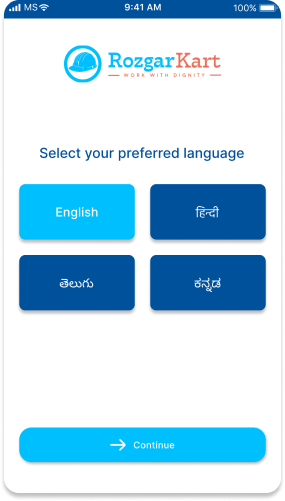 MS 9:41 AM 100%
RozgarKart
WORK WITH DIGNITY
Select your preferred language
English हिन्दी
తెలుగు ಕನ್ನಡ
Continue